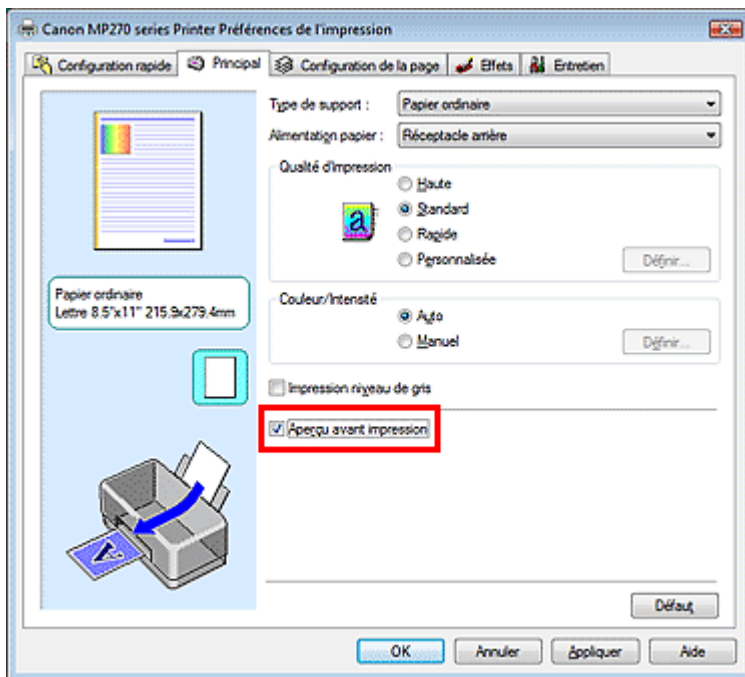 Canon MP270 series Printer Préférences de l'impression
Configuration rapide Principal Configuration de la page Effets Entretien
Type de support : Papier ordinaire
Alimentation papier : Réceptacle arrière
Qualité d'impression
Haute
a Standard
Rapide
Personnalisée Définir...
Papier ordinaire
Lettre 8.5"x11" 215.9x279.4mm
Couleur/Intensité
Auto
Manuel Définir...
Impression niveau de gris
Aperçu avant impression
A
Défaut
OK Annuler Appliquer Aide